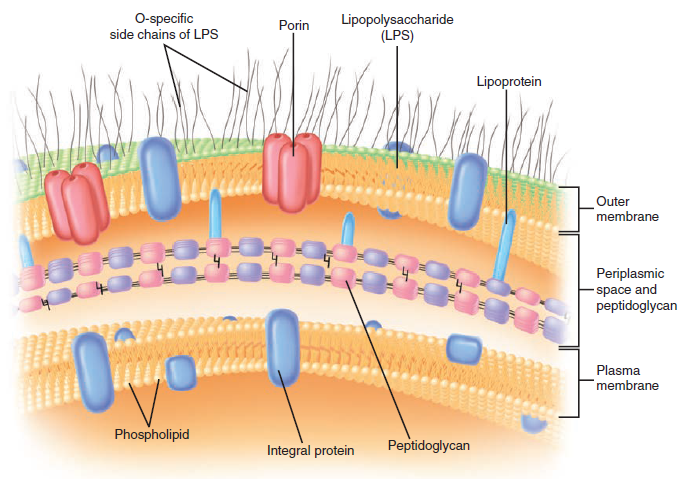 O-specific
side chains of LPS
Porin
Lipopolysaccharide
(LPS)
Lipoprotein
Outer
membrane
Periplasmic
space and
peptidoglycan
Plasma
membrane
Phospholipid
Integral protein
Peptidoglycan